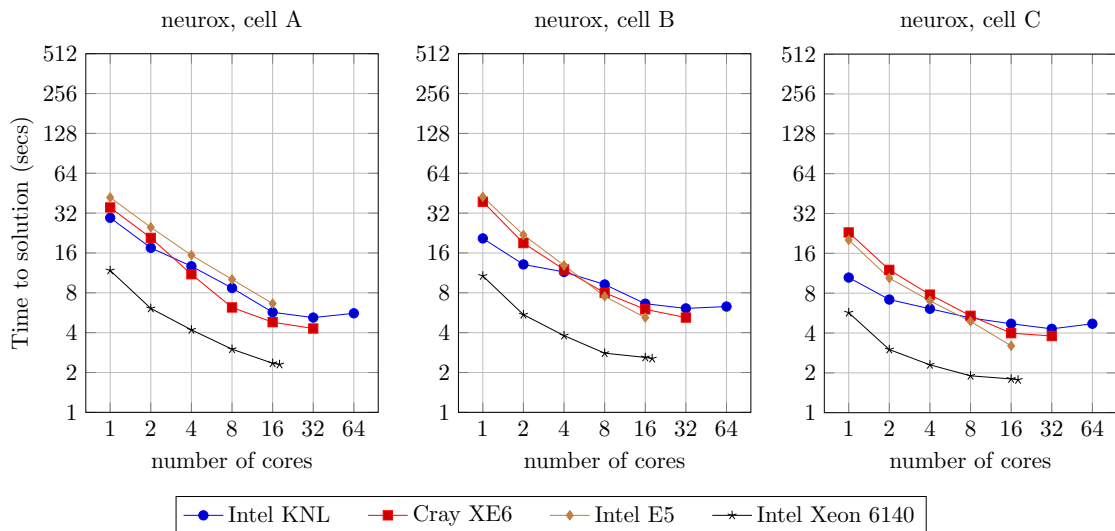 neurox, cell A
neurox, cell B
neurox, cell C
Time to solution (secs)
512
256
128
64
32
16
8
4
2
1
1 2 4 8 16 32 64
number of cores
512
256
128
64
32
16
8
4
2
1
1 2 4 8 16 32 64
number of cores
512
256
128
64
32
16
8
4
2
1
1 2 4 8 16 32 64
number of cores
Intel KNL Cray XE6 Intel E5 Intel Xeon 6140